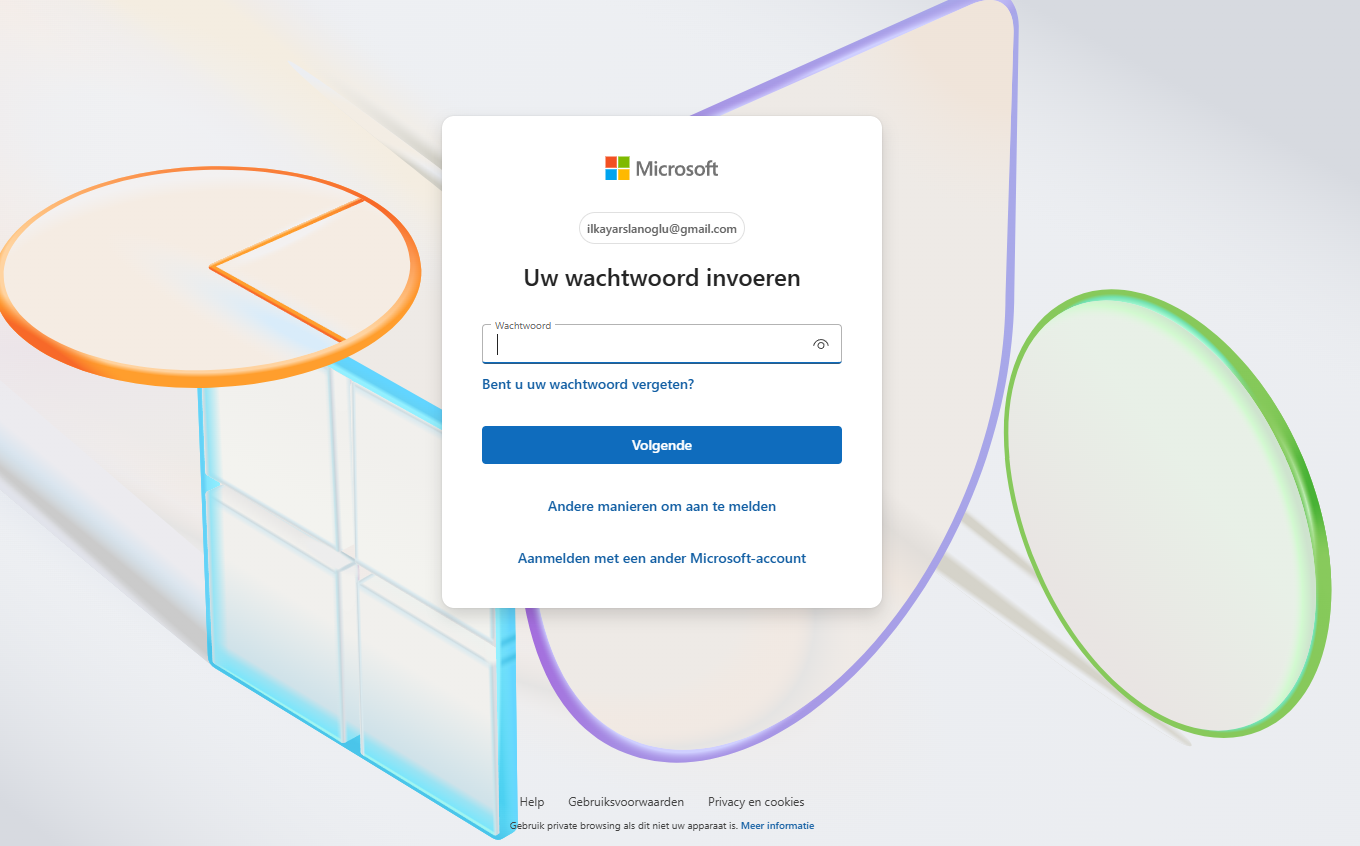 Microsoft
ilkayarslanoglu@gmail.com
Uw wachtwoord invoeren
Wachtwoord
Bent u uw wachtwoord vergeten?
Volgende
Andere manieren om aan te melden
Aanmelden met een ander Microsoft-account
Help Gebruiksvoorwaarden Privacy en cookies
Gebruik private browsing als dit niet uw apparaat is. Meer informatie